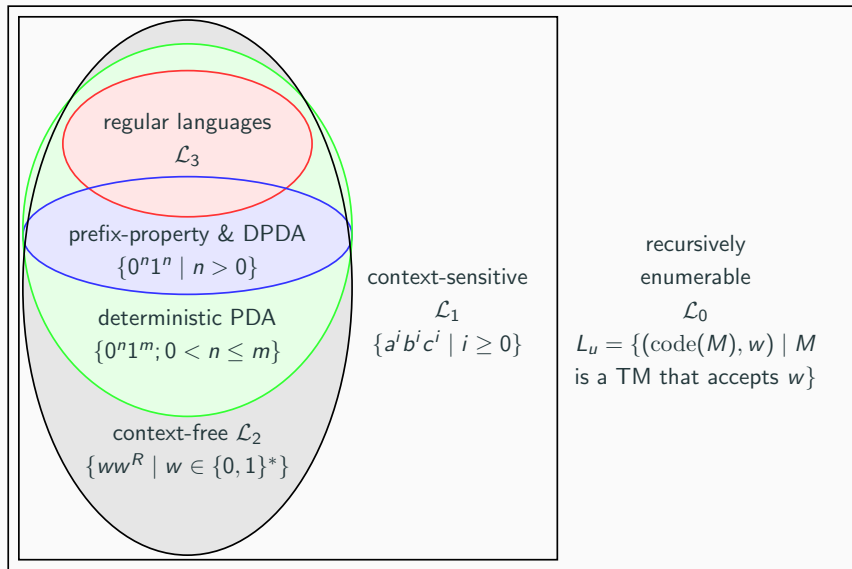 regular languages
ℒ₃
prefix-property & DPDA
{0ⁿ1ⁿ | n > 0}
deterministic PDA
{0ⁿ1ᵐ; 0 < n ≤ m}
context-free ℒ₂
{wwᴿ | w ∈ {0, 1}*}
context-sensitive
ℒ₁
{aⁱbⁱcⁱ | i ≥ 0}
recursively
enumerable
ℒ₀
Lᵤ = {(code(M), w) | M
is a TM that accepts w}